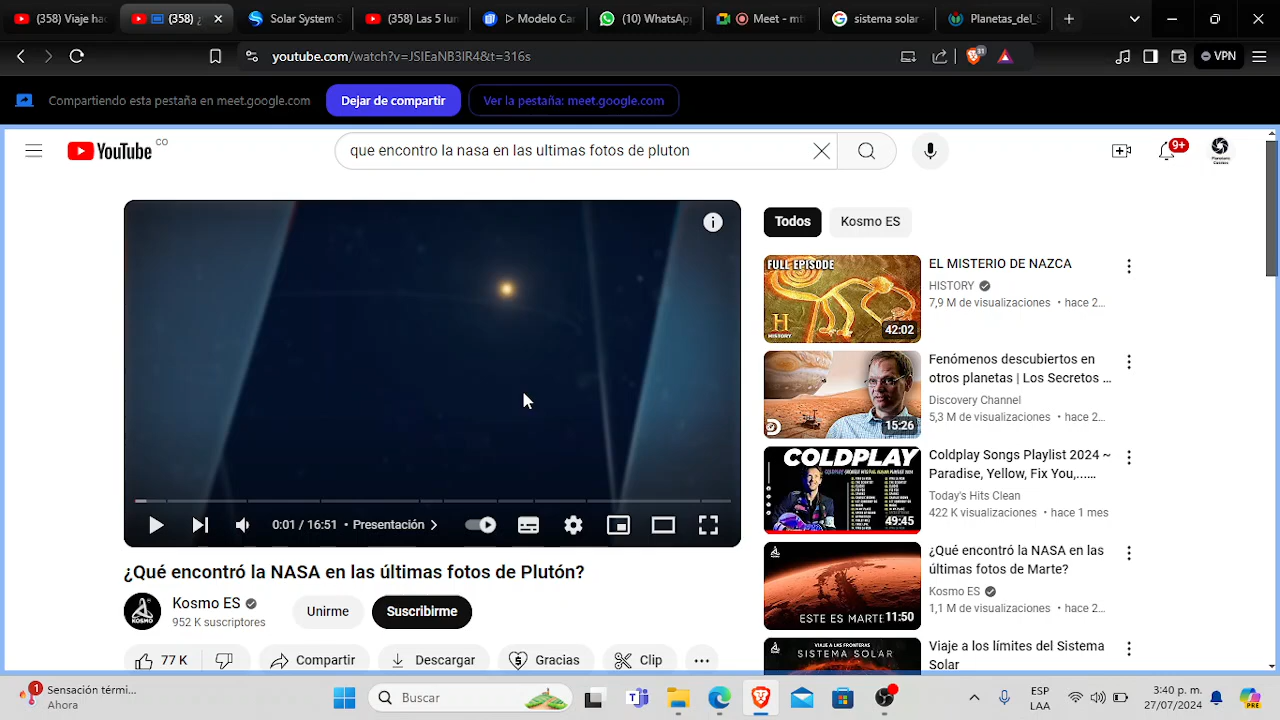 (358) Viaje hac
(358) ¿
Solar System S
(358) Las 5 lun
Modelo Ca
(10) WhatsAp
Meet - mt
sistema solar
Planetas_del_
youtube.com/watch?v=JSIEaNB3IR4&t=316s
81
VPN
Compartiendo esta pestaña en meet.google.com
Dejar de compartir
Ver la pestaña: meet.google.com
YouTube CO
que encontro la nasa en las ultimas fotos de pluton
9+
0:01 / 16:51 • Presentación
¿Qué encontró la NASA en las últimas fotos de Plutón?
KOSMO
Kosmo ES
952 K suscriptores
Unirme
Suscribirme
77 K
Compartir
Descargar
Gracias
Clip
Todos
Kosmo ES
FULL EPISODE
H
HISTORY
42:02
EL MISTERIO DE NAZCA
HISTORY
7,9 M de visualizaciones • hace 2...
15:26
Fenómenos descubiertos en
otros planetas | Los Secretos ...
Discovery Channel
5,3 M de visualizaciones • hace 2...
COLDPLAY
49:45
Coldplay Songs Playlist 2024 ~
Paradise, Yellow, Fix You,....
Today's Hits Clean
422 K visualizaciones • hace 1 mes
ESTE ES MARTE
11:50
¿Qué encontró la NASA en las
últimas fotos de Marte?
Kosmo ES
1,1 M de visualizaciones • hace 2...
VIAJE A LAS FRONTERAS
SISTEMA SOLAR
Viaje a los límites del Sistema
Solar
1
Sensación térmi...
Ahora
Buscar
ESP
LAA
3:40 p. m.
27/07/2024
PRE